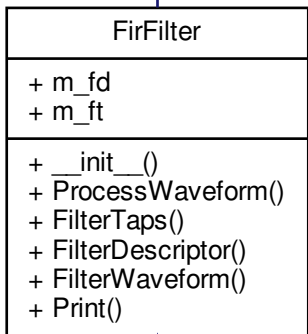 FirFilter
+ m_fd
+ m_ft
+ __init__()
+ ProcessWaveform()
+ FilterTaps()
+ FilterDescriptor()
+ FilterWaveform()
+ Print()